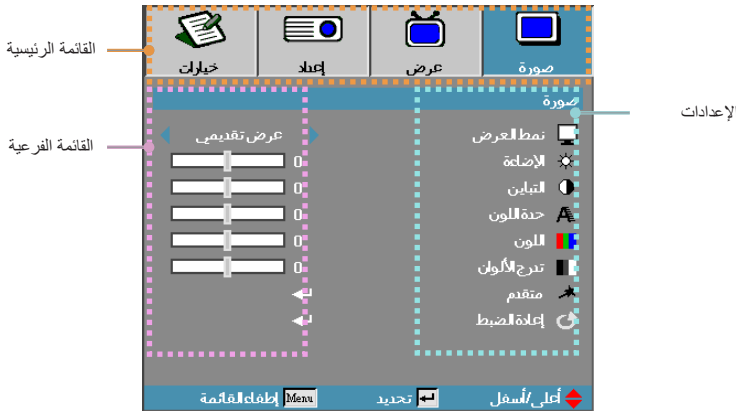 القائمة الرئيسية
صورة عرض إعداد خيارات
صورة
الإعدادات
القائمة الفرعية
نمط العرض عرض تقديمي
الإضاءة 0
التباين 0
حدة اللون 0
اللون 0
تدرج الألوان 0
متقدم
إعادة الضبط
أعلى/أسفل تحديد Menu إطفاء القائمة